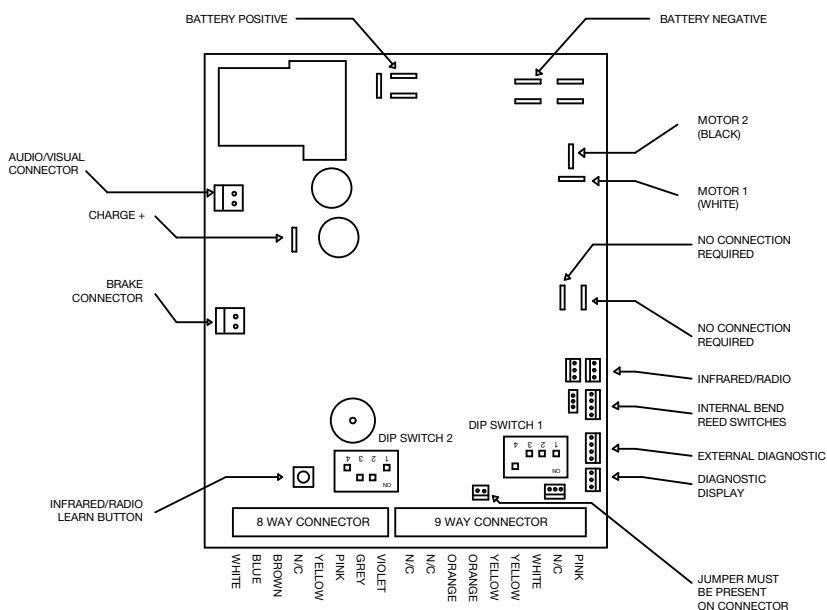 BATTERY POSITIVE
BATTERY NEGATIVE
MOTOR 2
(BLACK)
AUDIO/VISUAL
CONNECTOR
MOTOR 1
(WHITE)
CHARGE +
NO CONNECTION
REQUIRED
BRAKE
CONNECTOR
NO CONNECTION
REQUIRED
INFRARED/RADIO
INTERNAL BEND
REED SWITCHES
DIP SWITCH 2
4 3 2 1
ON
DIP SWITCH 1
4 3 2 1
ON
EXTERNAL DIAGNOSTIC
DIAGNOSTIC
DISPLAY
INFRARED/RADIO
LEARN BUTTON
8 WAY CONNECTOR
9 WAY CONNECTOR
WHITE
BLUE
BROWN
N/C
YELLOW
PINK
GREY
VIOLET
N/C
N/C
ORANGE
ORANGE
YELLOW
YELLOW
WHITE
N/C
PINK
JUMPER MUST
BE PRESENT
ON CONNECTOR